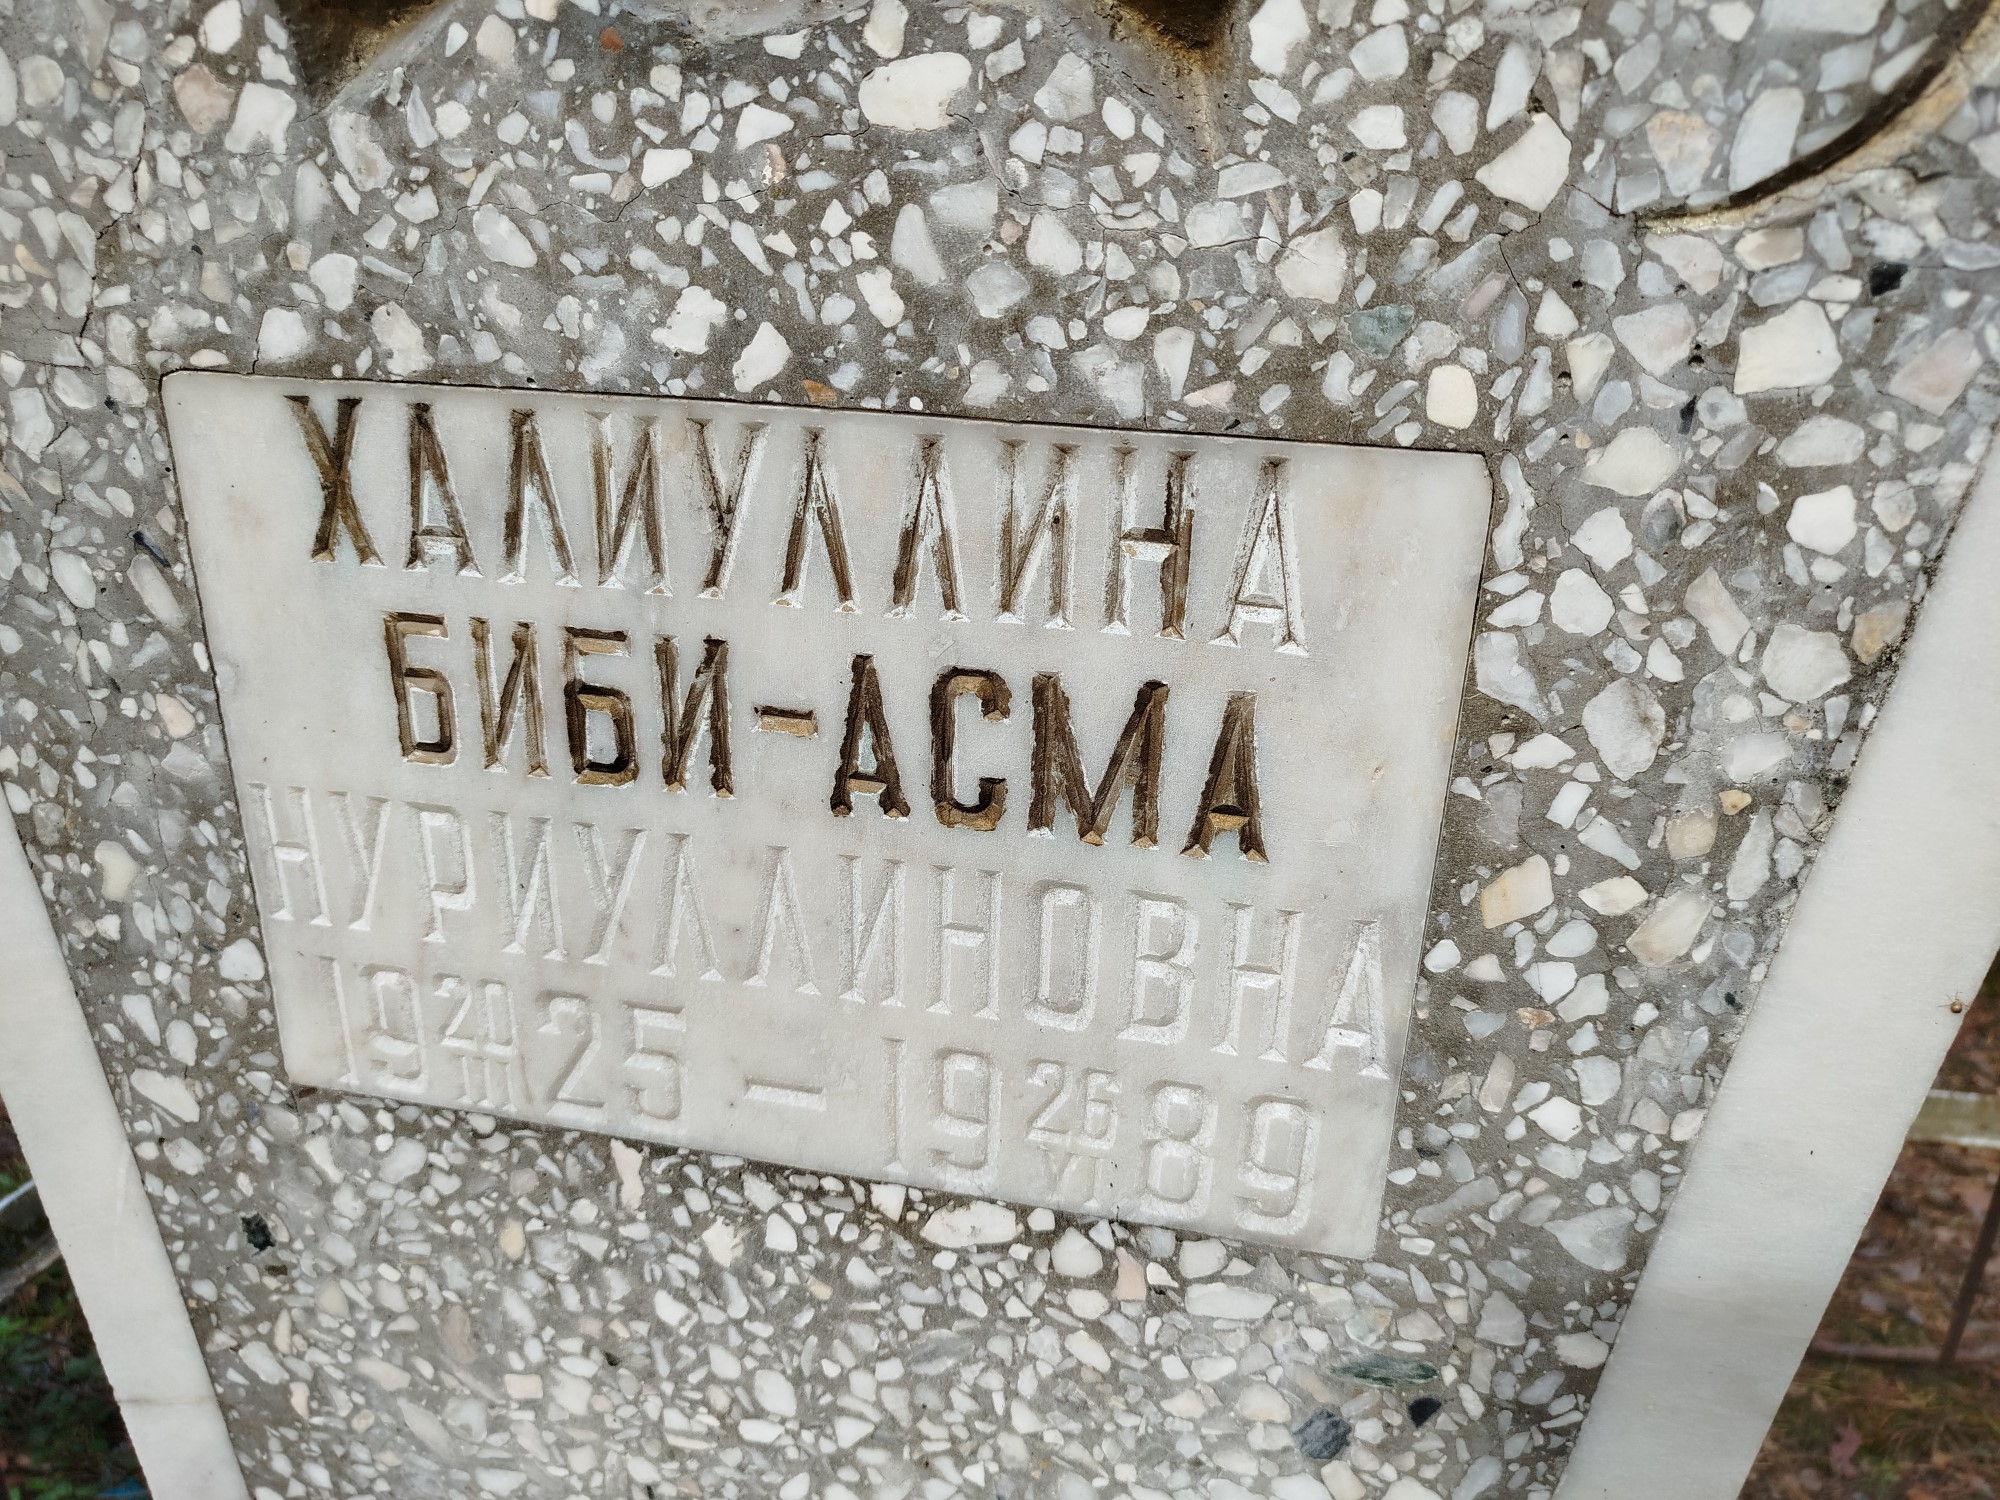 ХАЛИУЛЛИНА
БИБИ-АСМА
НУРИУЛЛИНОВНА
19 20/III 25 – 19 26/VI 89